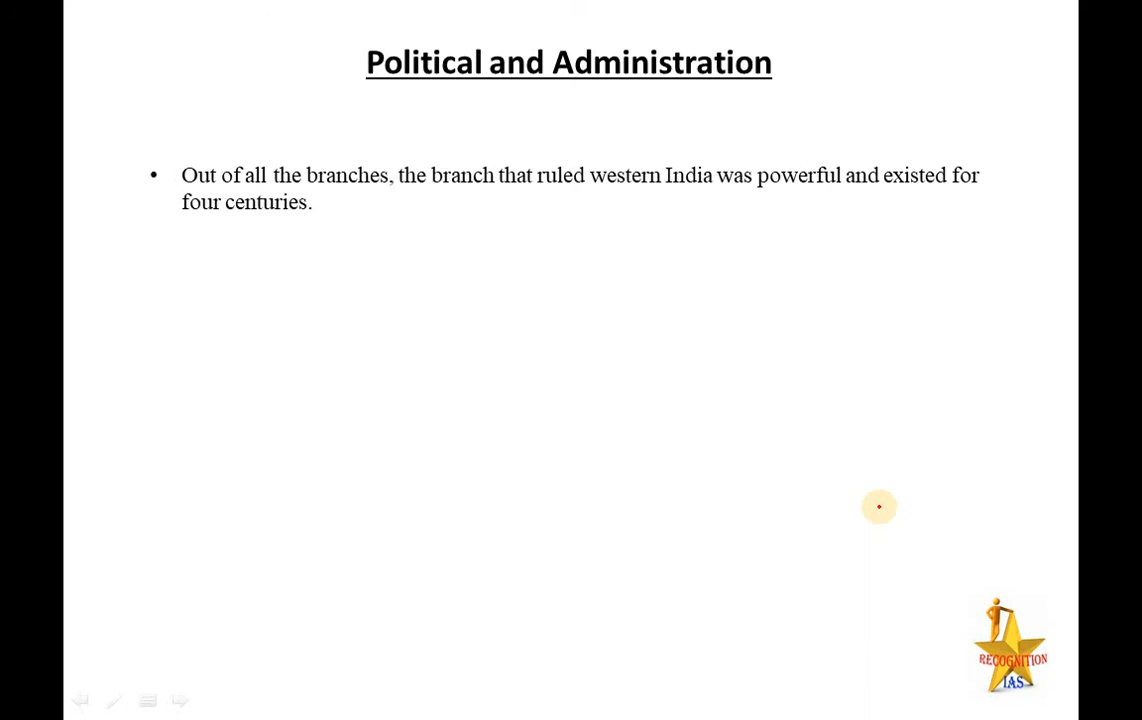 Political and Administration
• Out of all the branches, the branch that ruled western India was powerful and existed for
four centuries.
RECOGNITION
IAS